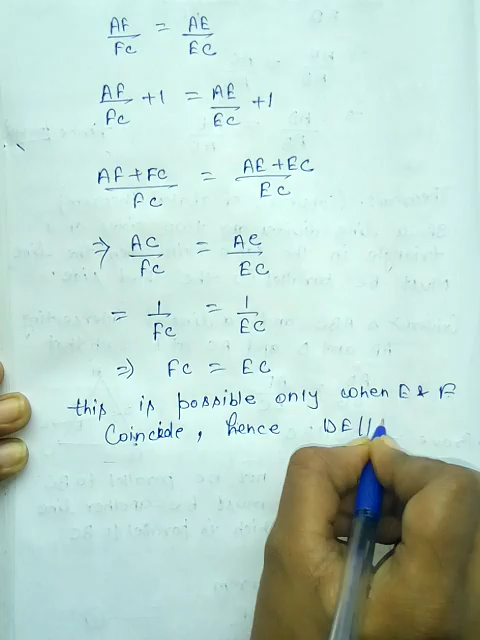 AF/FC = AE/EC
AF/FC +1 = AE/EC +1
AF+FC/FC = AE+EC/EC
⇒ AC/FC = AC/EC
= 1/FC = 1/EC
⇒ FC = EC
this is possible only when E & F
Coincide, hence DE||